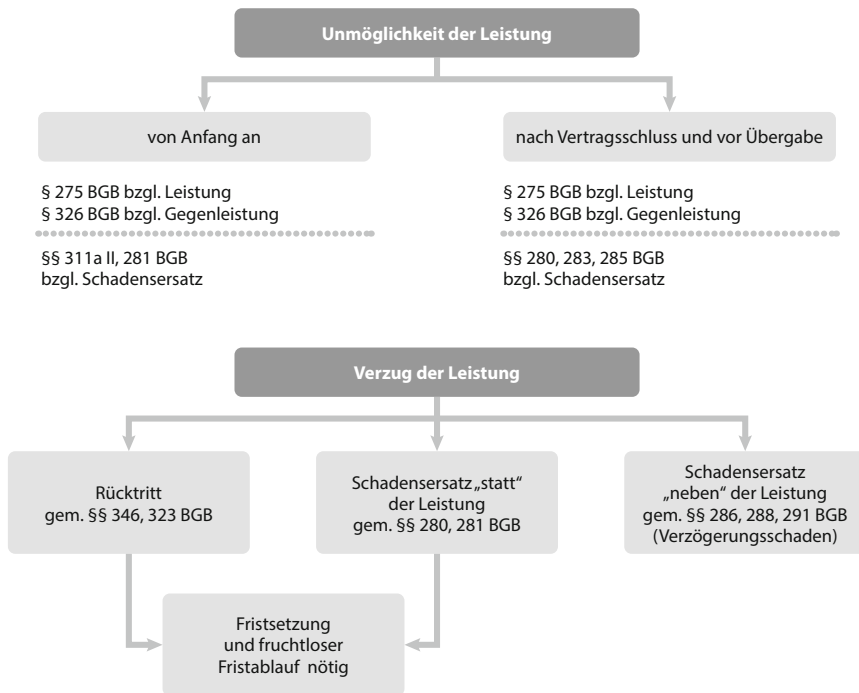 Unmöglichkeit der Leistung
von Anfang an
nach Vertragsschluss und vor Übergabe
§ 275 BGB bzgl. Leistung
§ 326 BGB bzgl. Gegenleistung
§§ 311a II, 281 BGB
bzgl. Schadensersatz
§ 275 BGB bzgl. Leistung
§ 326 BGB bzgl. Gegenleistung
§§ 280, 283, 285 BGB
bzgl. Schadensersatz
Verzug der Leistung
Rücktritt
gem. §§ 346, 323 BGB
Schadensersatz „statt“
der Leistung
gem. §§ 280, 281 BGB
Schadensersatz
„neben“ der Leistung
gem. §§ 286, 288, 291 BGB
(Verzögerungsschaden)
Fristsetzung
und fruchtloser
Fristablauf nötig